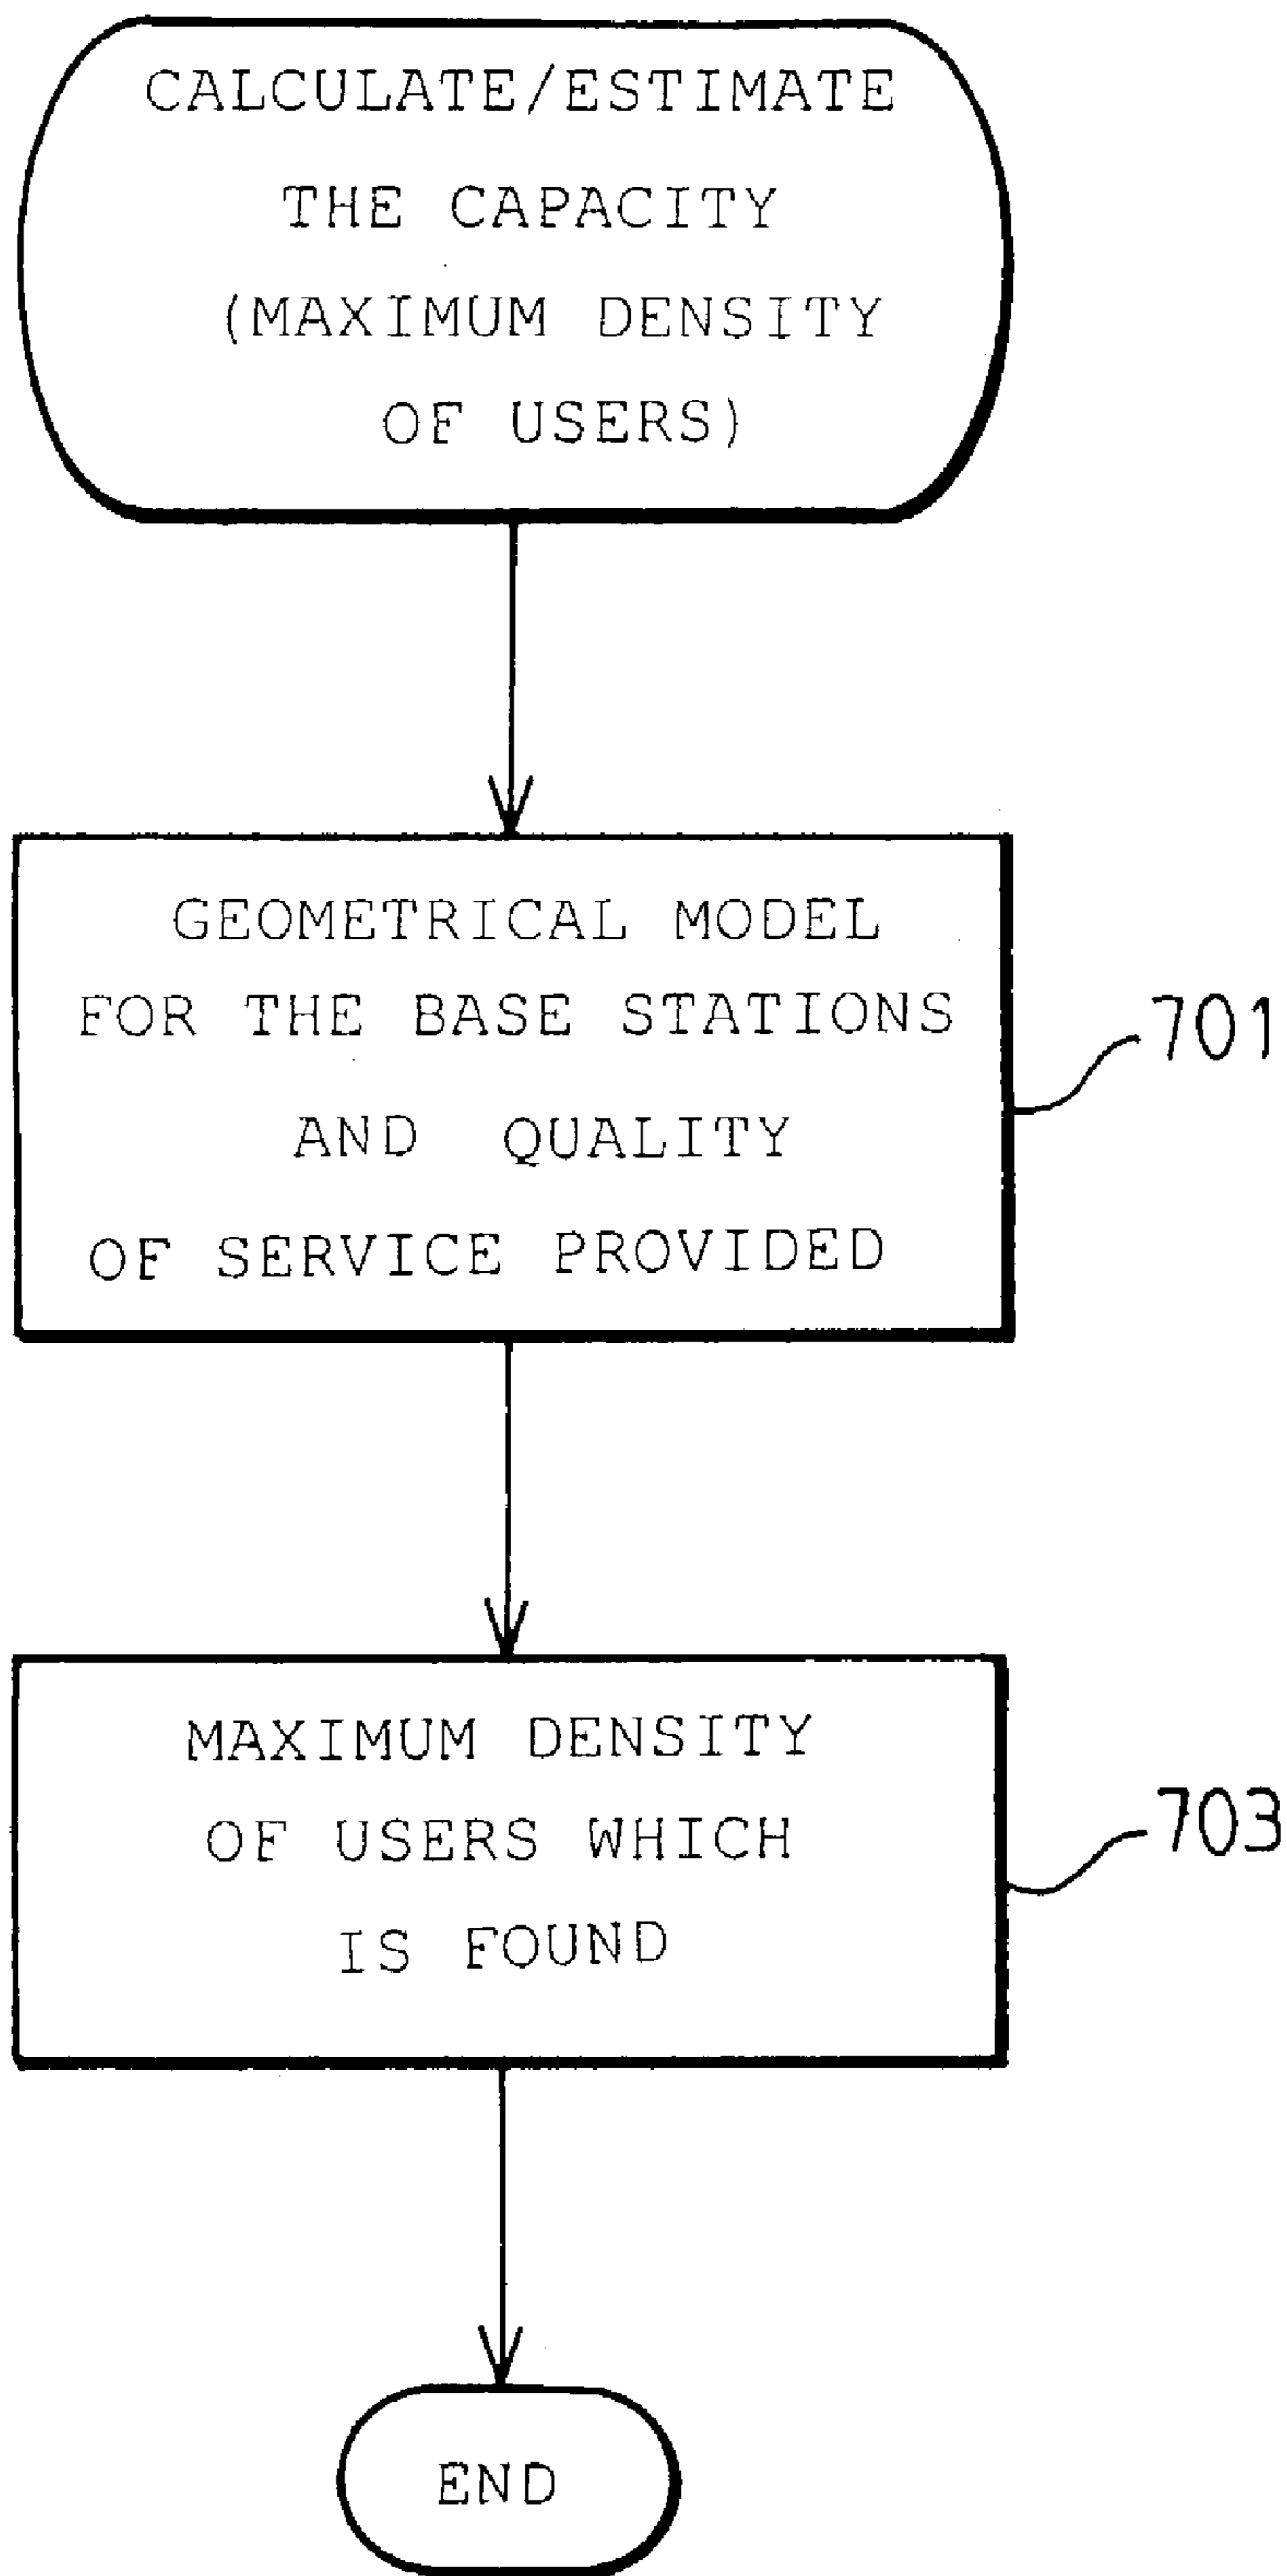 CALCULATE/ESTIMATE
THE CAPACITY
(MAXIMUM DENSITY
OF USERS)
GEOMETRICAL MODEL
FOR THE BASE STATIONS
AND QUALITY
OF SERVICE PROVIDED
701
MAXIMUM DENSITY
OF USERS WHICH
IS FOUND
703
END